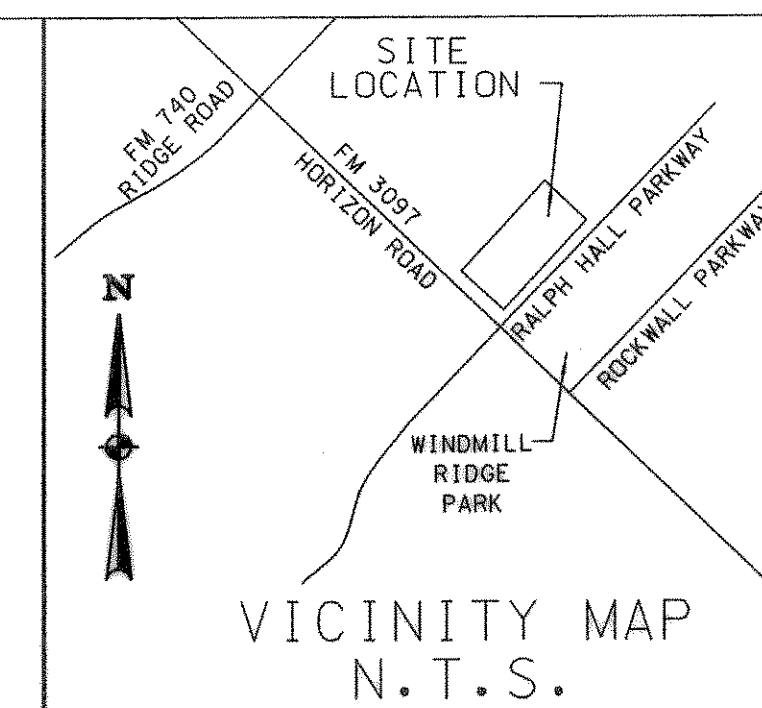 SITE
LOCATION
FM 740
RIDGE ROAD
FM 3097
HORIZON ROAD
RALPH HALL PARKWAY
ROCKWALL PARKWAY
N
WINDMILL
RIDGE
PARK
VICINITY MAP
N.T.S.